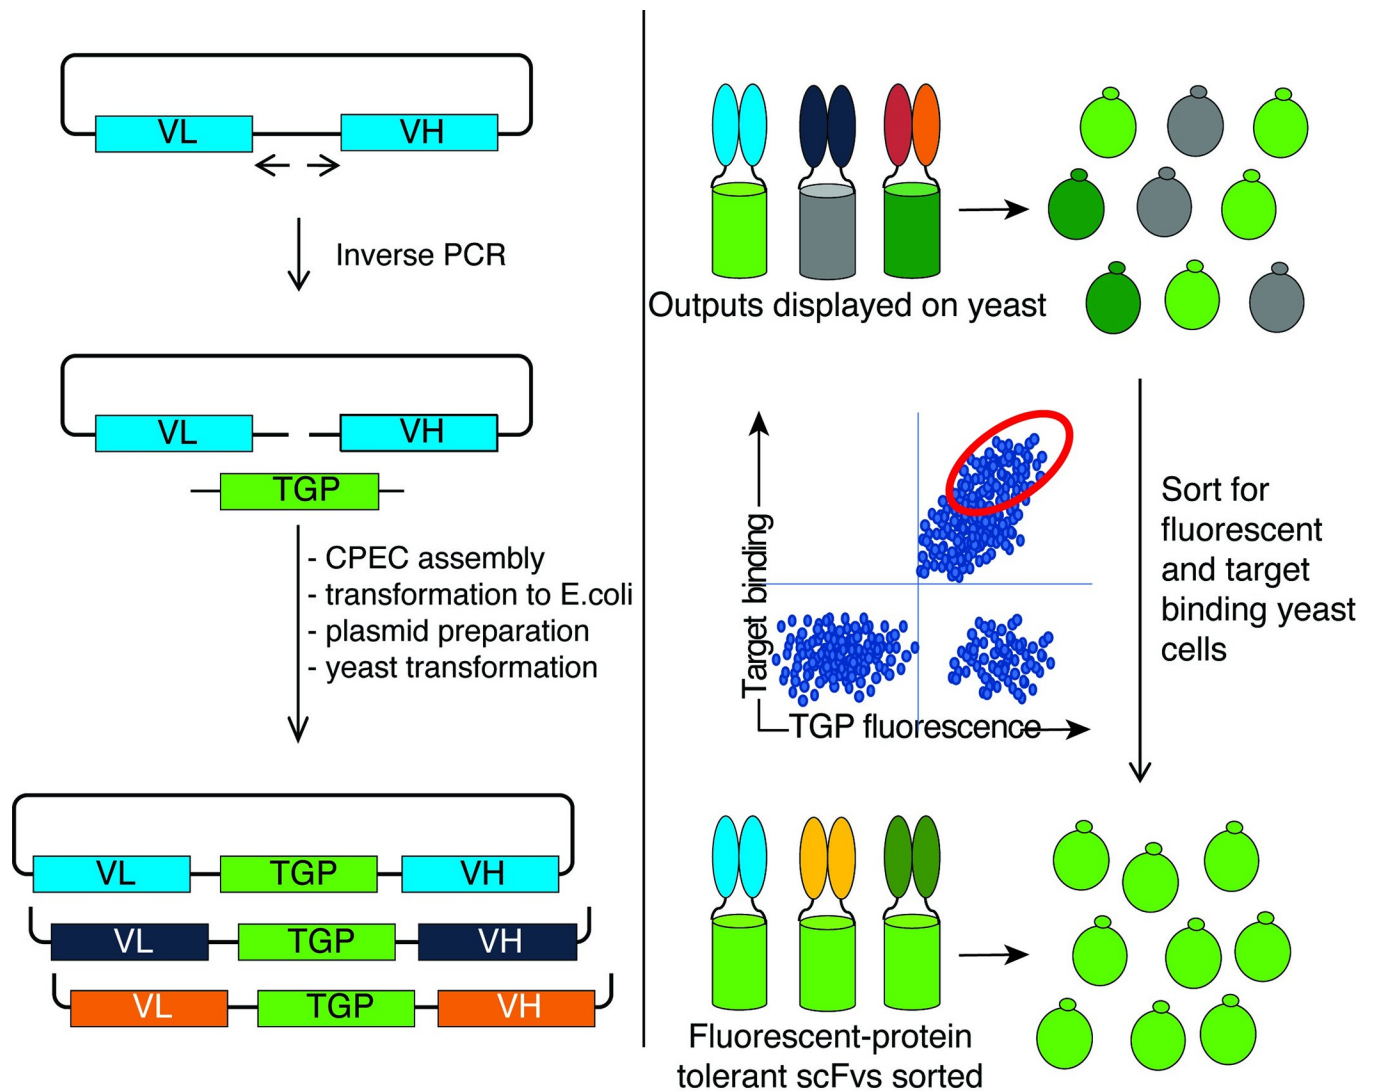 VL
VH
Inverse PCR
VL
VH
TGP
- CPEC assembly
- transformation to E.coli
- plasmid preparation
- yeast transformation
VL
TGP
VH
VL
TGP
VH
VL
TGP
VH
Outputs displayed on yeast
Target binding
TGP fluorescence
Sort for
fluorescent
and target
binding yeast
cells
Fluorescent-protein
tolerant scFvs sorted